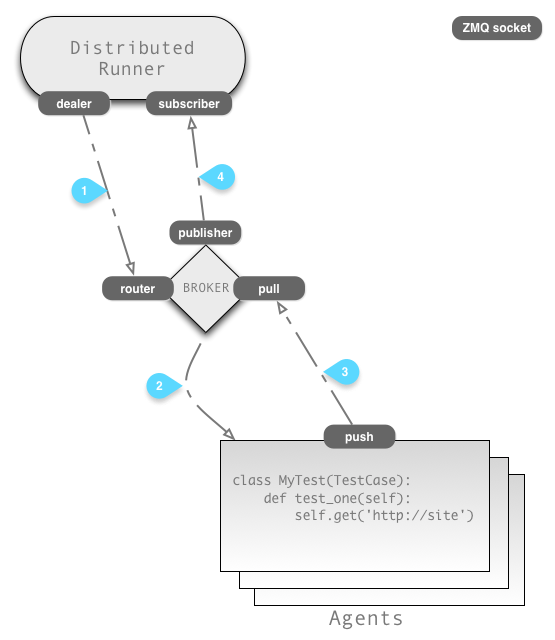 ZMQ socket
Distributed
Runner
dealer
subscriber
1
4
publisher
router
BROKER
pull
2
3
push
class MyTest(TestCase):
    def test_one(self):
        self.get('http://site')
Agents